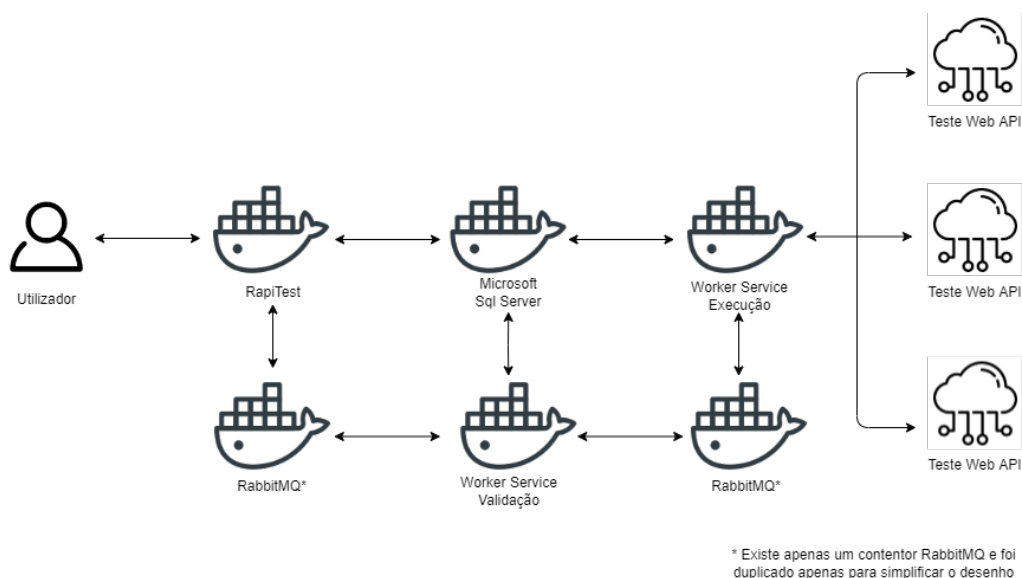 Teste Web API
Utilizador
RapiTest
Microsoft
Sql Server
Worker Service
Execução
Teste Web API
RabbitMQ*
Worker Service
Validação
RabbitMQ*
Teste Web API
* Existe apenas um contentor RabbitMQ e foi
duplicado apenas para simplificar o desenho